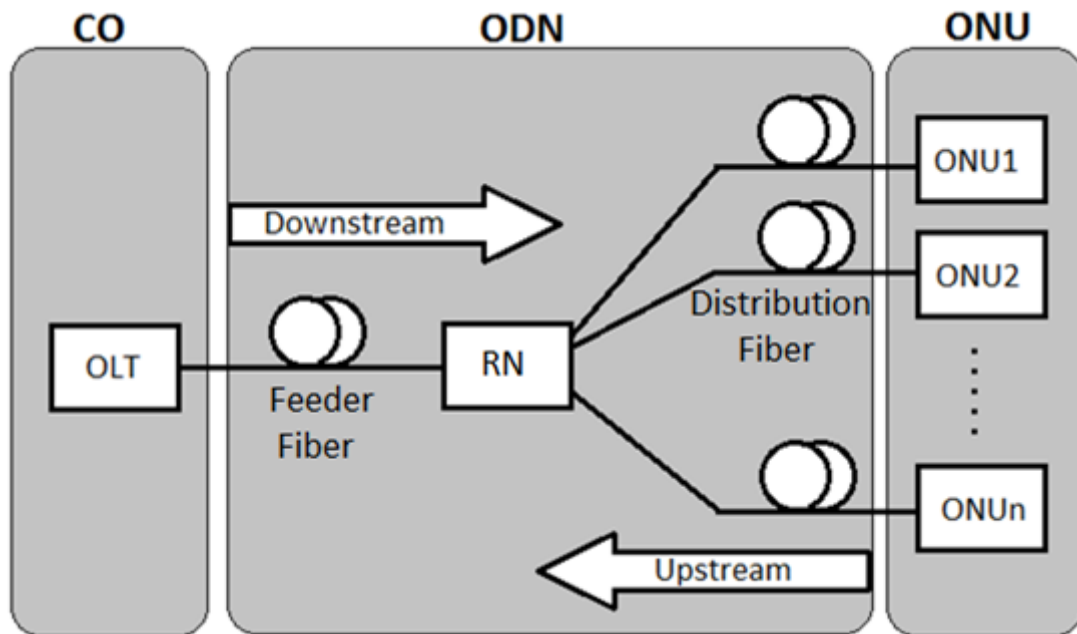 CO
ODN
ONU
ONU1
Downstream
ONU2
Distribution
Fiber
OLT
RN
Feeder
Fiber
ONUn
Upstream